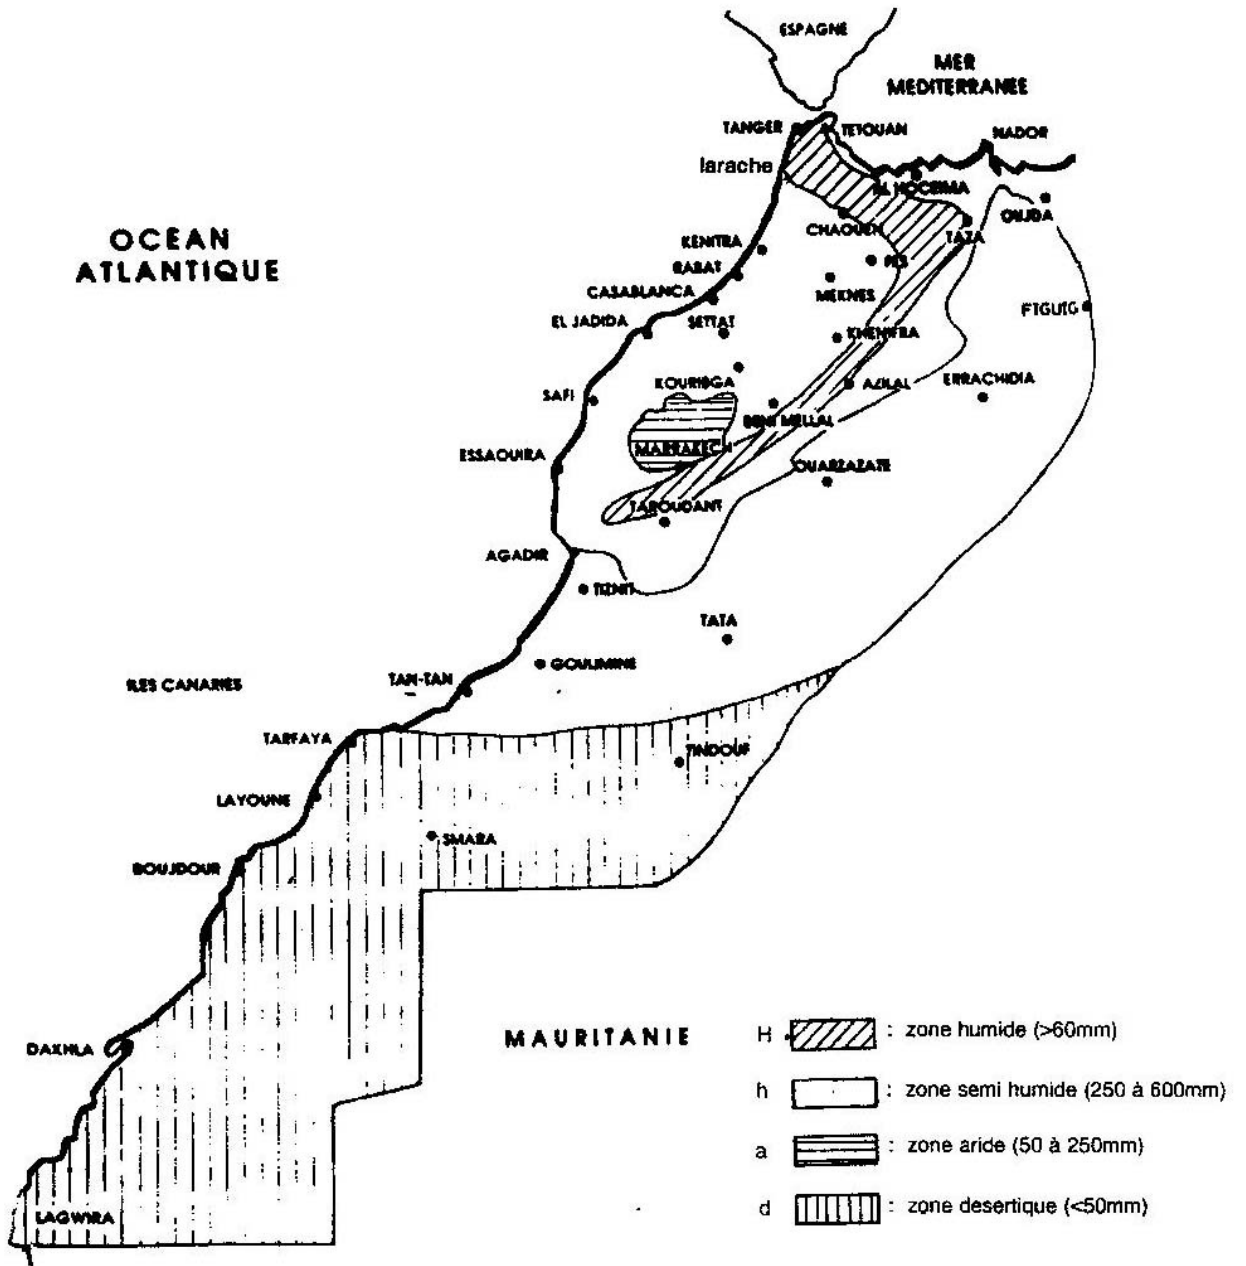 ESPAGNE
MER
MEDITERRANEE
TANGER
TETOUAN
NADOR
larache
AL HOCEIMA
OUJDA
CHAOUEN
TAZA
OCEAN
ATLANTIQUE
KENITRA
FES
RABAT
MEKNES
CASABLANCA
FIGUIG
EL JADIDA
SETTAT
KHENIFRA
KOURIBGA
AZILAL
ERRACHIDIA
SAFI
BENI MELLAL
MARRAKECH
ESSAOUIRA
OUARZAZATE
TAROUDANT
AGADIR
TIZNIT
TATA
GOULIMINE
ILES CANARIES
TAN-TAN
TARFAYA
TINDOUF
LAYOUNE
SMARA
BOUJDOUR
MAURITANIE
DAKHLA
LAGWIRA
H : zone humide (>60mm)
h : zone semi humide (250 à 600mm)
a : zone aride (50 à 250mm)
d : zone desertique (<50mm)